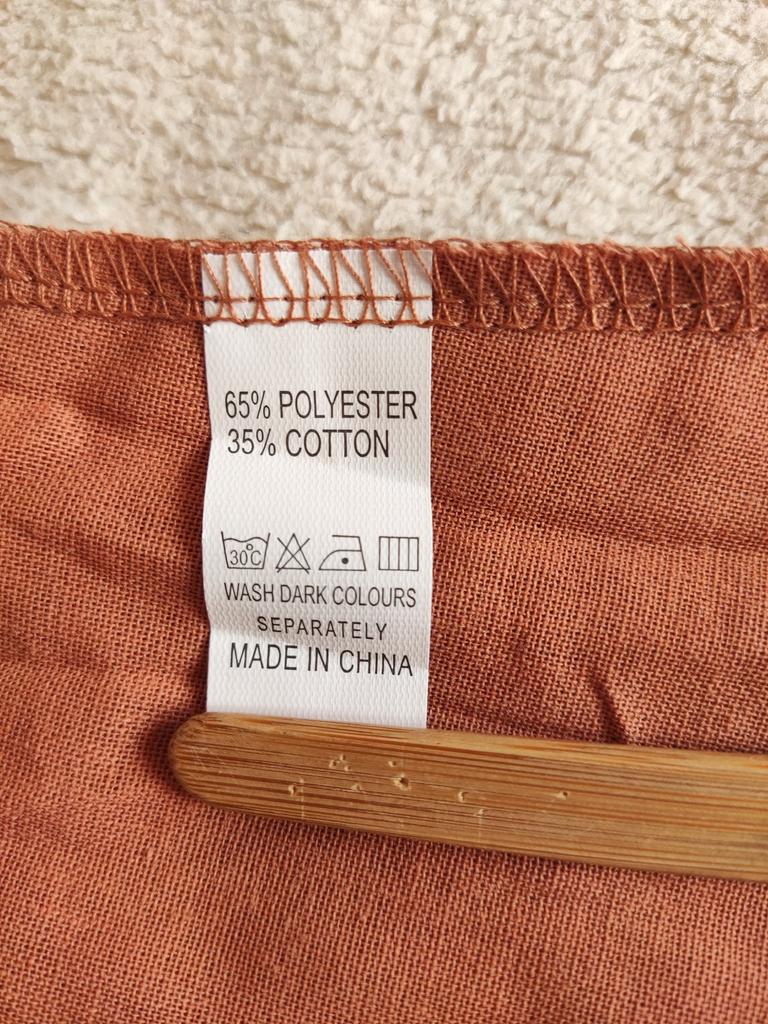 65% POLYESTER
35% COTTON
30°C
WASH DARK COLOURS
SEPARATELY
MADE IN CHINA